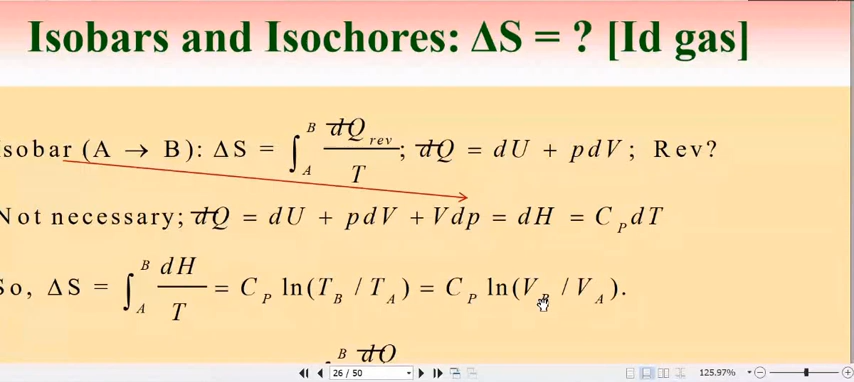 Isobars and Isochores: ΔS = ? [Id gas]
sobar (A → B): ΔS = ∫_A^B đQ_rev / T ; đQ = dU + pdV ; Rev?
Not necessary; đQ = dU + pdV + Vdp = dH = C_P dT
So, ΔS = ∫_A^B dH / T = C_P ln(T_B / T_A) = C_P ln(V_B / V_A).
B đQ
26 / 50
125.97%